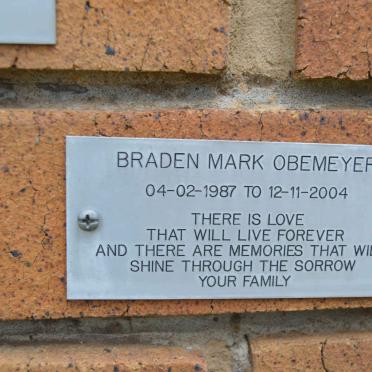 BRADEN MARK OBEMEYER
04-02-1987 TO 12-11-2004
THERE IS LOVE
THAT WILL LIVE FOREVER
AND THERE ARE MEMORIES THAT WILL
SHINE THROUGH THE SORROW
YOUR FAMILY